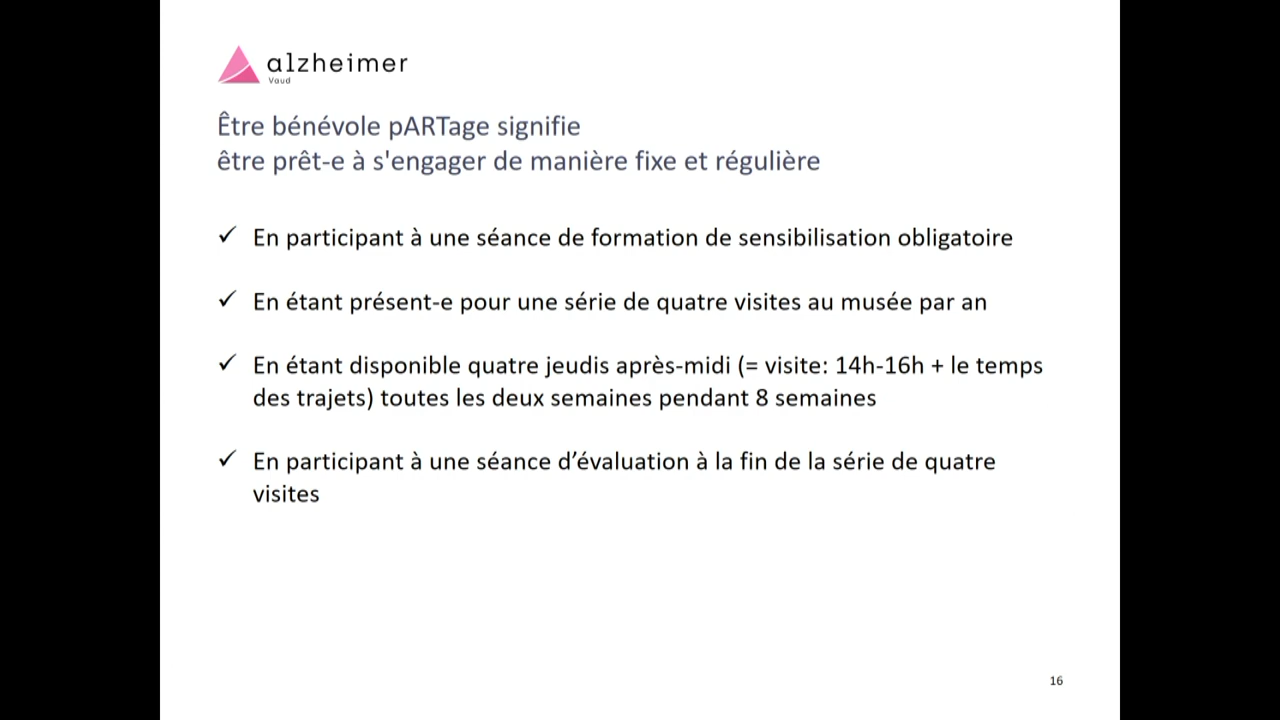 alzheimer
Vaud
Être bénévole pARTage signifie
être prêt-e à s'engager de manière fixe et régulière
✓ En participant à une séance de formation de sensibilisation obligatoire
✓ En étant présent-e pour une série de quatre visites au musée par an
✓ En étant disponible quatre jeudis après-midi (= visite: 14h-16h + le temps
des trajets) toutes les deux semaines pendant 8 semaines
✓ En participant à une séance d’évaluation à la fin de la série de quatre
visites
16